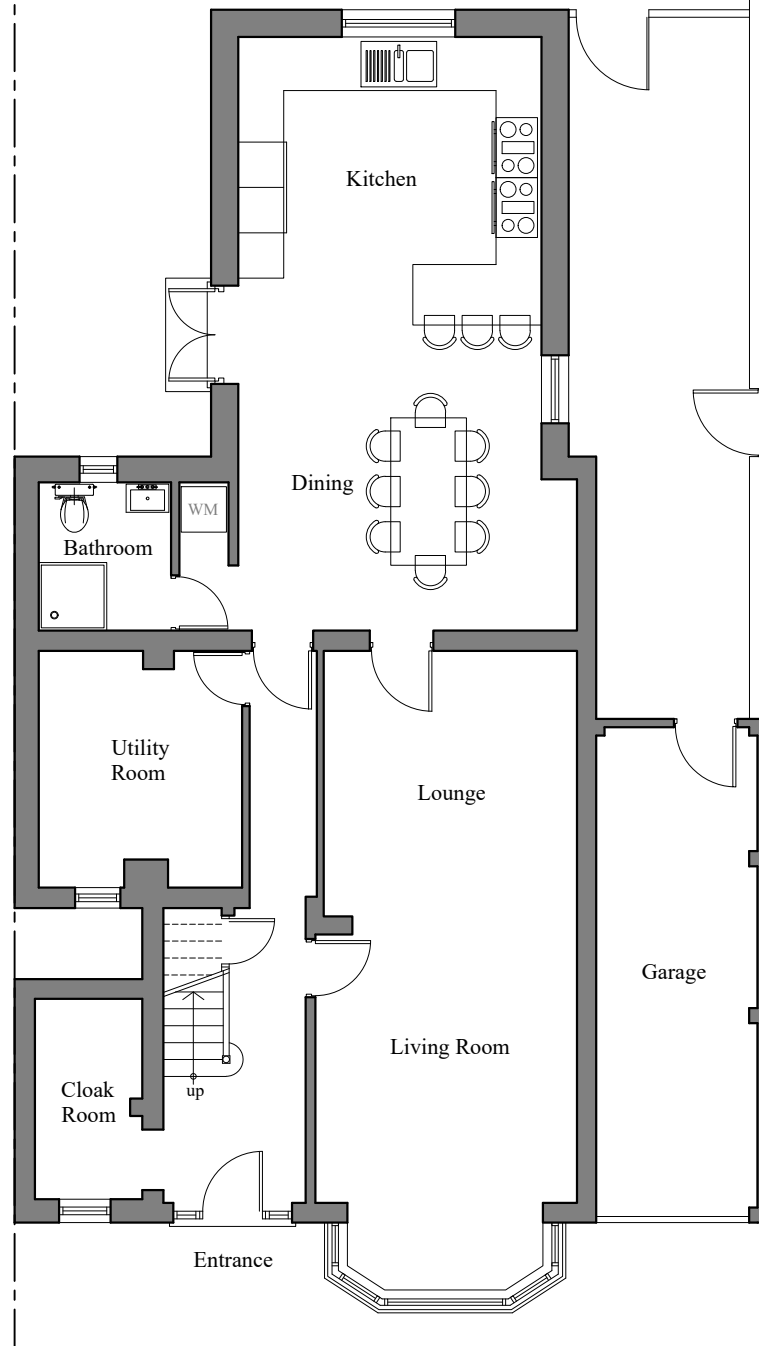 Kitchen
Dining
WM
Bathroom
Utility
Room
Lounge
Garage
Living Room
Cloak
Room
up
Entrance